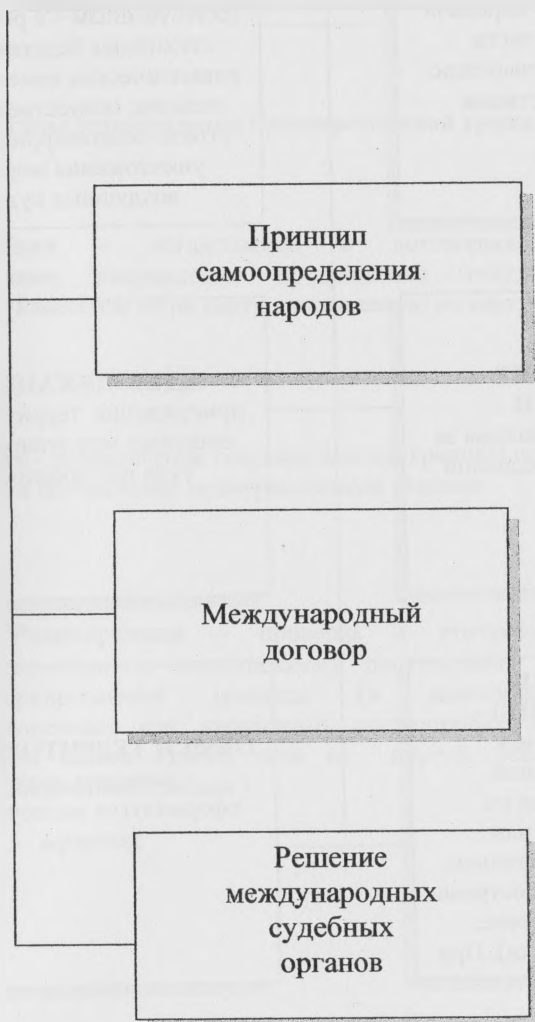 Принцип
самоопределения
народов
Международный
договор
Решение
международных
судебных
органов